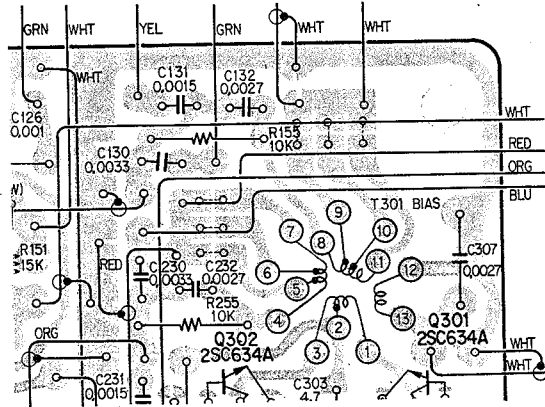 GRN
WHT
YEL
GRN
WHT
WHT
WHT
C131
0,0015
C132
0,0027
C126
0,001
WHT
R155
10K
RED
C130
0,0033
ORG
BLU
T301 BIAS
9
10
7
8
11
6
12
5
C307
0,0027
R151
15K
RED
C230
0,0033
C232
0,0027
R255
10K
4
13
2
Q301
2SC634A
3
1
ORG
Q302
2SC634A
WHT
WHT
C231
0,0015
C303
4.7